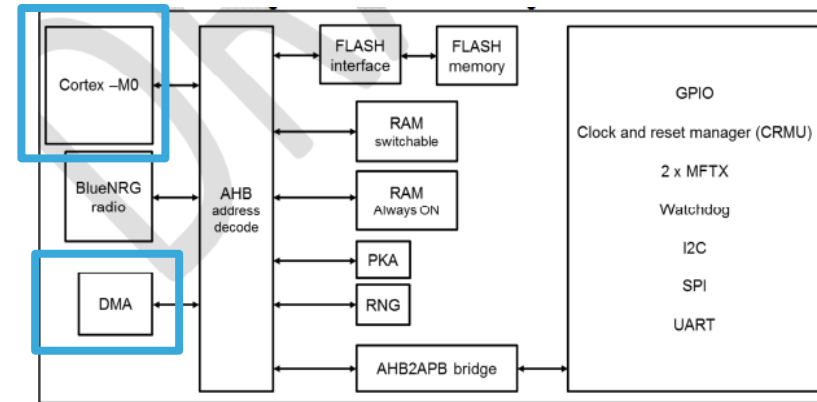 Cortex –M0
BlueNRG
radio
DMA
AHB
address
decode
FLASH
interface
FLASH
memory
RAM
switchable
RAM
Always ON
PKA
RNG
AHB2APB bridge
GPIO
Clock and reset manager (CRMU)
2 x MFTX
Watchdog
I2C
SPI
UART